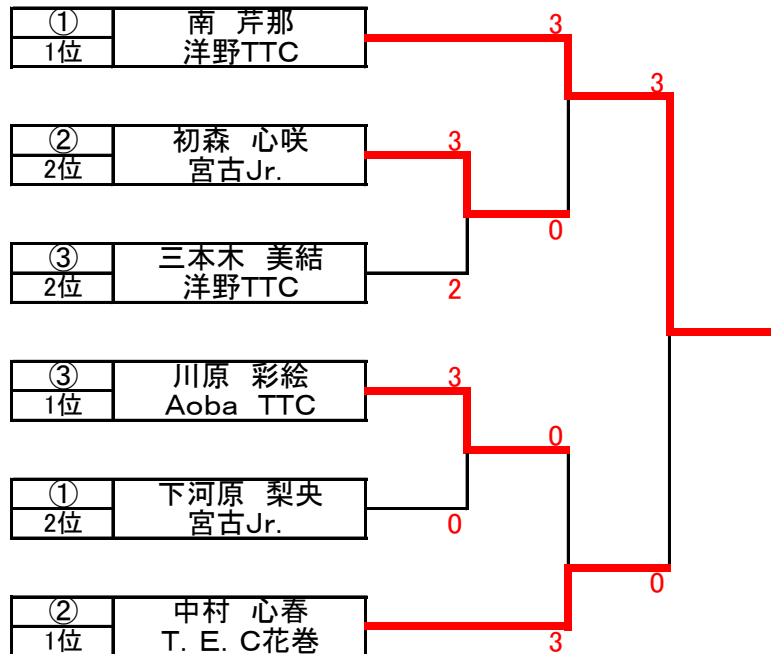 ① 南 芹那 3
1位 洋野TTC
3
② 初森 心咲 3
2位 宮古Jr.
0
③ 三本木 美結
2位 洋野TTC 2
③ 川原 彩絵 3
1位 Aoba TTC
0
① 下河原 梨央
2位 宮古Jr. 0
0
② 中村 心春
1位 T. E. C花巻 3